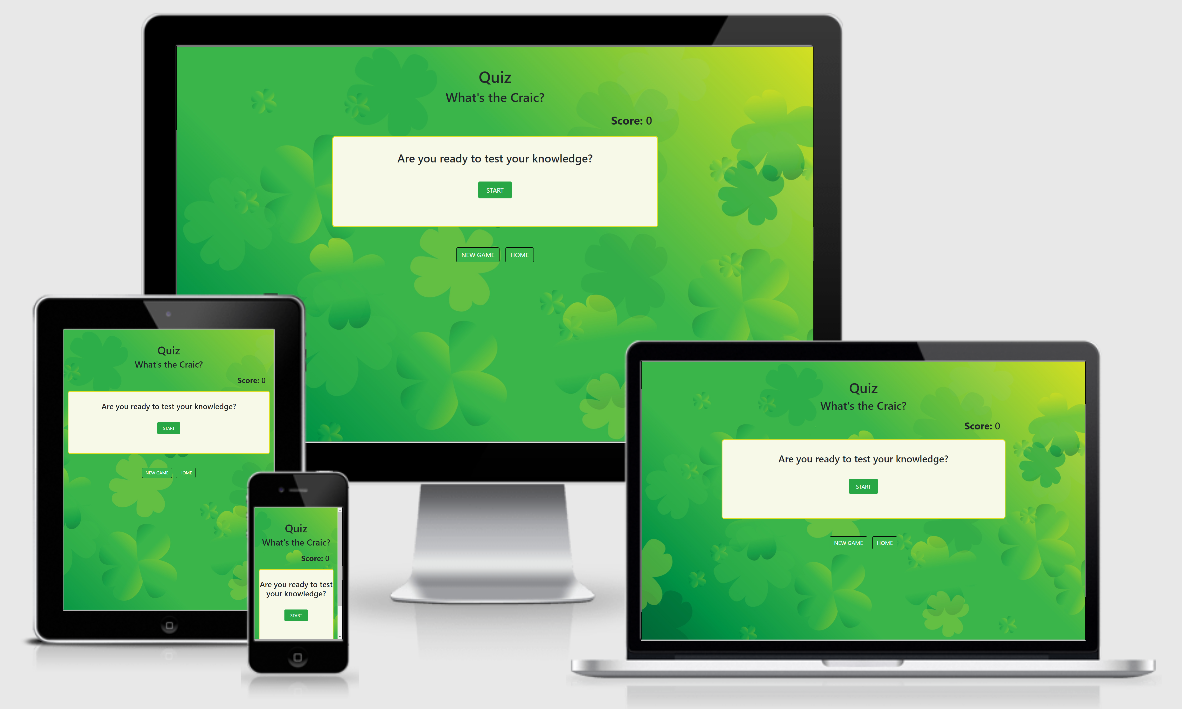 Quiz
What's the Craic?
Score: 0
Are you ready to test your knowledge?
START
NEW GAME
HOME
Quiz
What's the Craic?
Score: 0
Are you ready to test your knowledge?
START
NEW GAME
OME
Quiz
What's the Craic?
Score: 0
Are you ready to test
your knowledge?
START
Quiz
What's the Craic?
Score: 0
Are you ready to test your knowledge?
START
NEW GAME
HOME